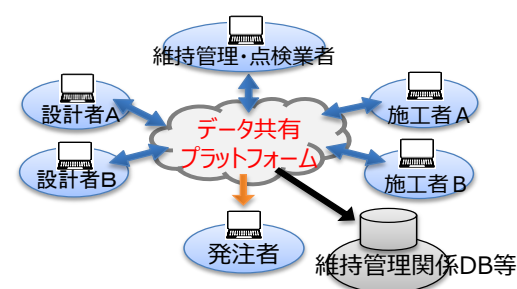 維持管理・点検業者
設計者A
施工者A
データ共有
プラットフォーム
設計者B
施工者B
発注者
維持管理関係DB等